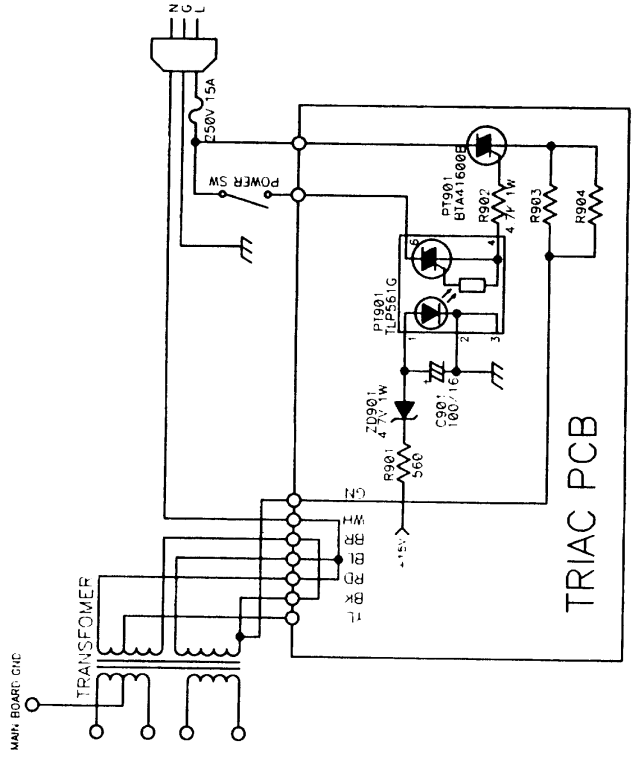 N
G
L
250V 15A
POWER SW
PT901
BTA41600B
R902
4.7K 1W
R903
R904
PT901
TLP561G
6
4
1
2
3
ZD901
4.7V 1W
+
C901
100/16
R901
560
+15V
GN
WH
BR
BL
RD
BK
TRIAC PCB
TRANSFOMER
MAIN BOARD GND